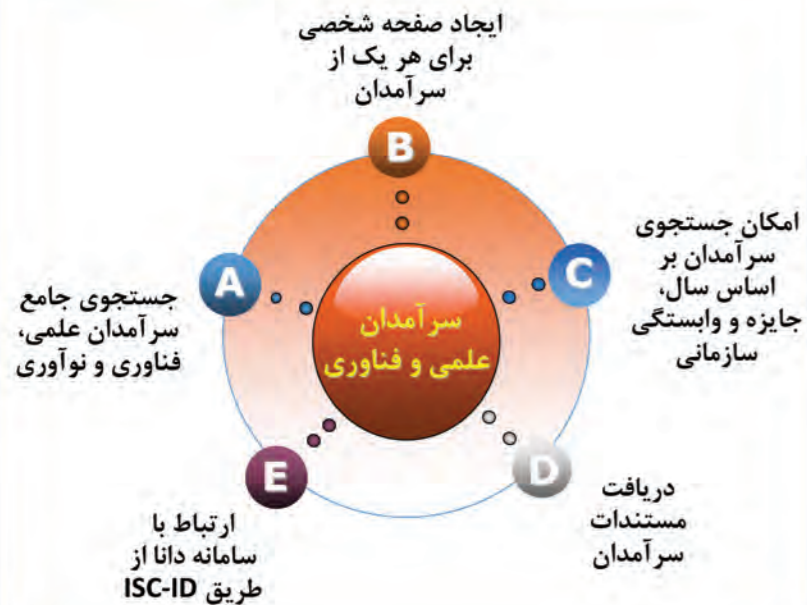 ایجاد صفحه شخصی
برای هر یک از
سرآمدان
B
امکان جستجوی
سرآمدان بر
اساس سال،
جایزه و وابستگی
سازمانی
C
A
جستجوی جامع
سرآمدان علمی،
فناوری و نوآوری
سرآمدان
علمی و فناوری
D
دریافت
مستندات
سرآمدان
E
ارتباط با
سامانه دانا از
طریق ISC-ID